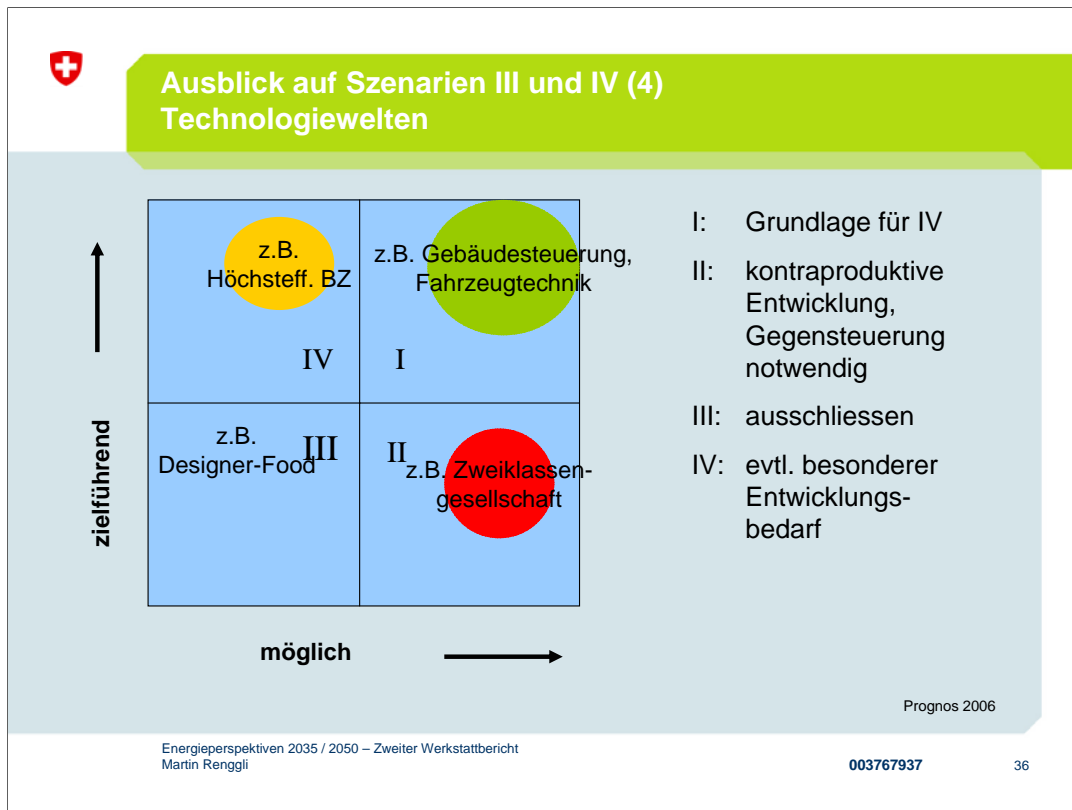 Ausblick auf Szenarien III und IV (4)
Technologiewelten
z.B.
Höchsteff. BZ
z.B. Gebäudesteuerung,
Fahrzeugtechnik
IV
I
z.B.
Designer-Food
III
II
z.B. Zweiklassen-
gesellschaft
zielführend
möglich
I: Grundlage für IV
II: kontraproduktive
Entwicklung,
Gegensteuerung
notwendig
III: ausschliessen
IV: evtl. besonderer
Entwicklungs-
bedarf
Prognos 2006
Energieperspektiven 2035 / 2050 – Zweiter Werkstattbericht
Martin Renggli
003767937
36